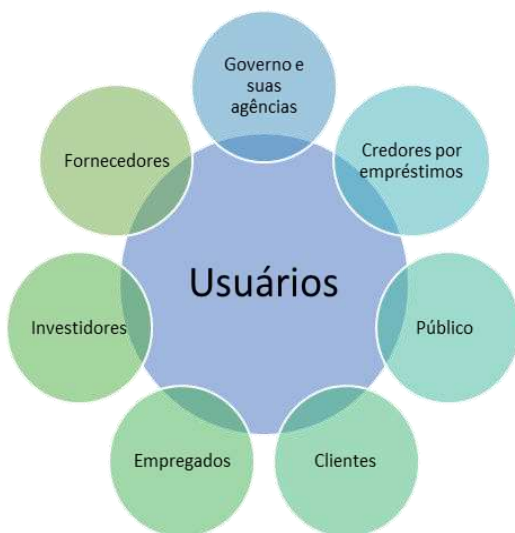 Governo e
suas
agências
Credores por
empréstimos
Público
Clientes
Empregados
Investidores
Fornecedores
Usuários